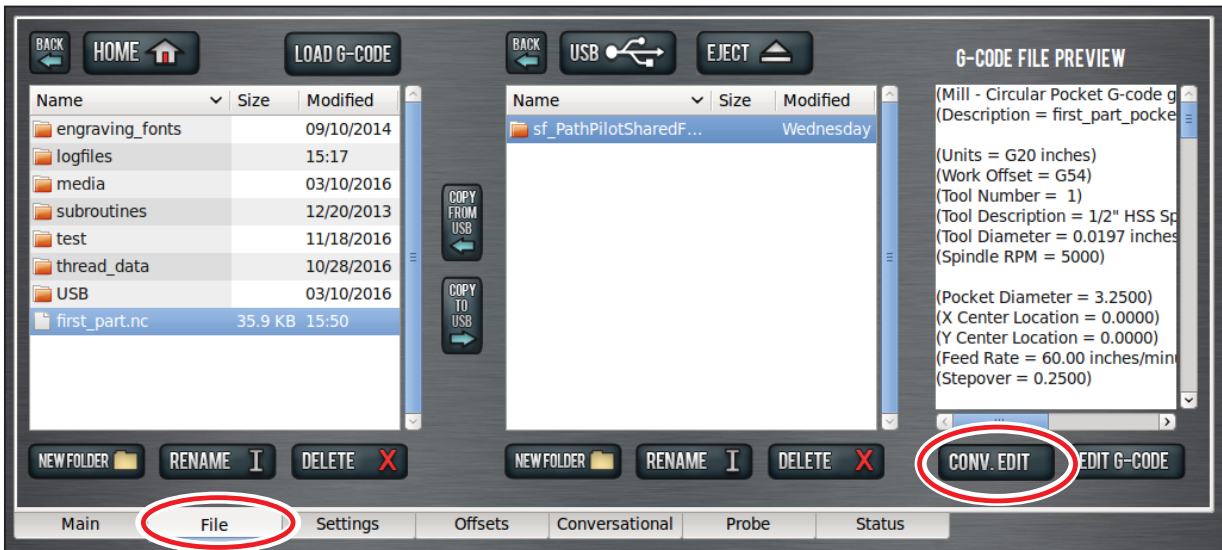 BACK
HOME
LOAD G-CODE
Name Size Modified
engraving_fonts 09/10/2014
logfiles 15:17
media 03/10/2016
subroutines 12/20/2013
test 11/18/2016
thread_data 10/28/2016
USB 03/10/2016
first_part.nc 35.9 KB 15:50
NEW FOLDER
RENAME
DELETE
COPY
FROM
USB
COPY
TO
USB
BACK
USB
EJECT
Name Size Modified
sf_PathPilotSharedF... Wednesday
NEW FOLDER
RENAME
DELETE
G-CODE FILE PREVIEW
(Mill - Circular Pocket G-code g
(Description = first_part_pocke
(Units = G20 inches)
(Work Offset = G54)
(Tool Number =  1)
(Tool Description = 1/2" HSS Sp
(Tool Diameter = 0.0197 inches
(Spindle RPM = 5000)
(Pocket Diameter = 3.2500)
(X Center Location = 0.0000)
(Y Center Location = 0.0000)
(Feed Rate = 60.00 inches/min
(Stepover = 0.2500)
CONV. EDIT
EDIT G-CODE
Main File Settings Offsets Conversational Probe Status